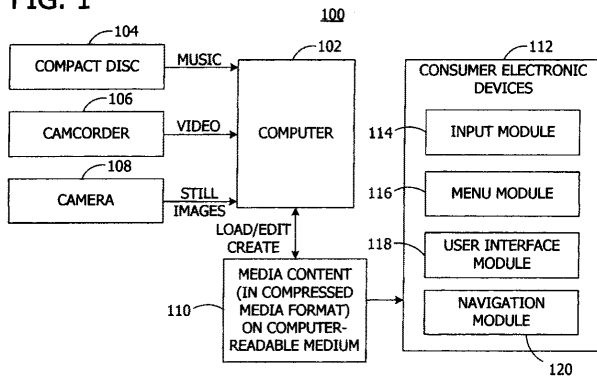 FIG. 1
100
104
COMPACT DISC
MUSIC
106
CAMCORDER
VIDEO
108
CAMERA
STILL
IMAGES
102
COMPUTER
LOAD/EDIT
CREATE
110
MEDIA CONTENT
(IN COMPRESSED
MEDIA FORMAT)
ON COMPUTER-
READABLE MEDIUM
112
CONSUMER ELECTRONIC
DEVICES
114
INPUT MODULE
116
MENU MODULE
118
USER INTERFACE
MODULE
NAVIGATION
MODULE
120